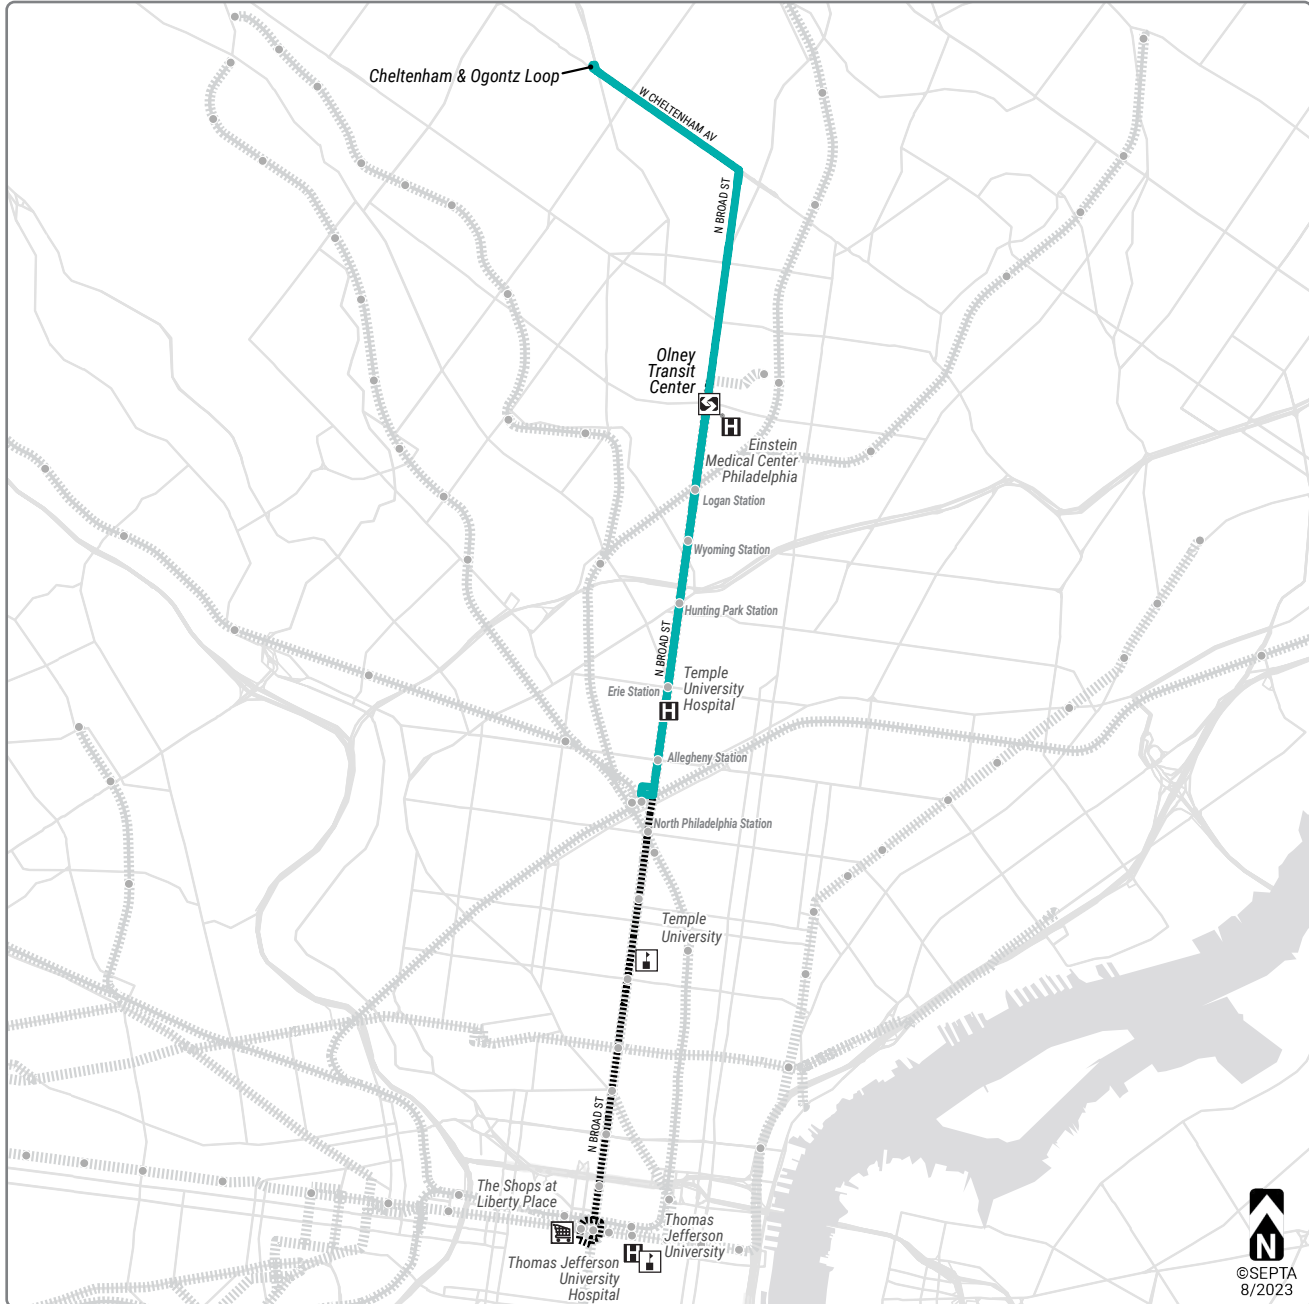 Cheltenham & Ogontz Loop
W CHELTENHAM AV
N BROAD ST
Olney
Transit
Center
H
Einstein
Medical Center
Philadelphia
Logan Station
Wyoming Station
Hunting Park Station
N BROAD ST
Temple
University
Hospital
Erie Station
H
Allegheny Station
North Philadelphia Station
Temple
University
N BROAD ST
The Shops at
Liberty Place
Thomas
Jefferson
University
H
Thomas Jefferson
University
Hospital
N
©SEPTA
8/2023